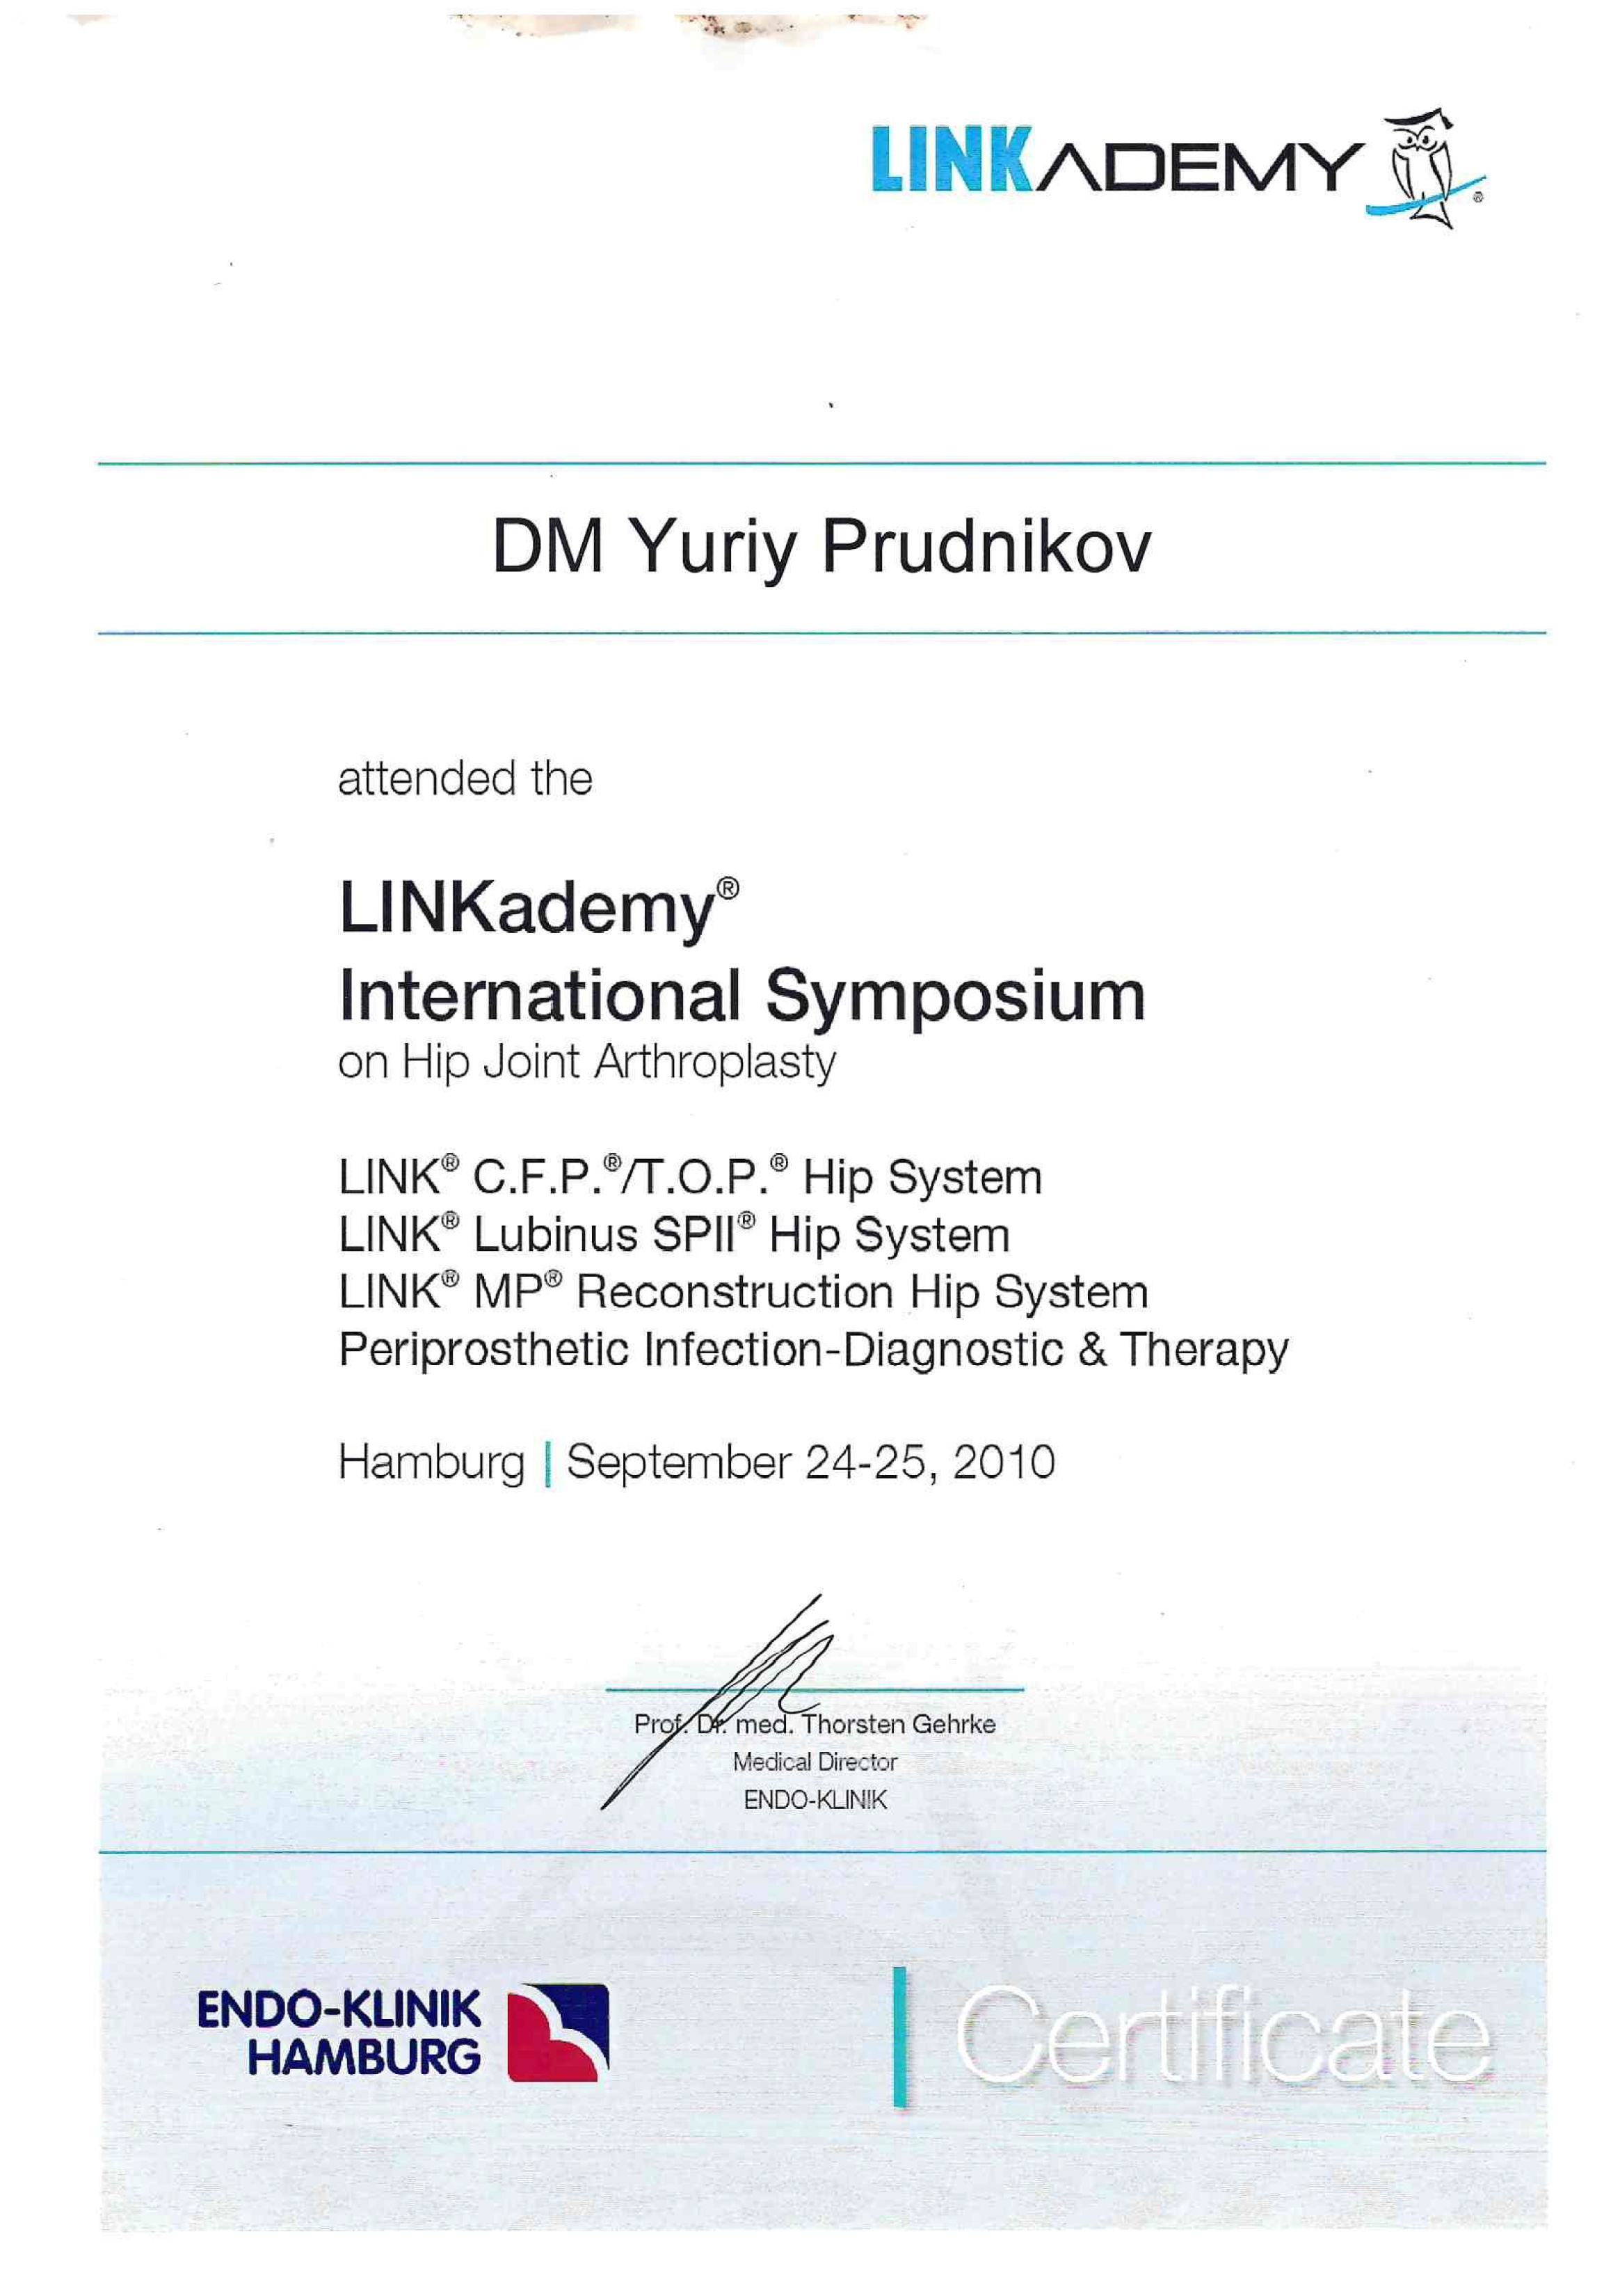 LINKADEMY ®
DM Yuriy Prudnikov
attended the
LINKademy®
International Symposium
on Hip Joint Arthroplasty
LINK® C.F.P.®/T.O.P.® Hip System
LINK® Lubinus SPII® Hip System
LINK® MP® Reconstruction Hip System
Periprosthetic Infection-Diagnostic & Therapy
Hamburg | September 24-25, 2010
Prof. Dr. med. Thorsten Gehrke
Medical Director
ENDO-KLINIK
ENDO-KLINIK
HAMBURG
Certificate